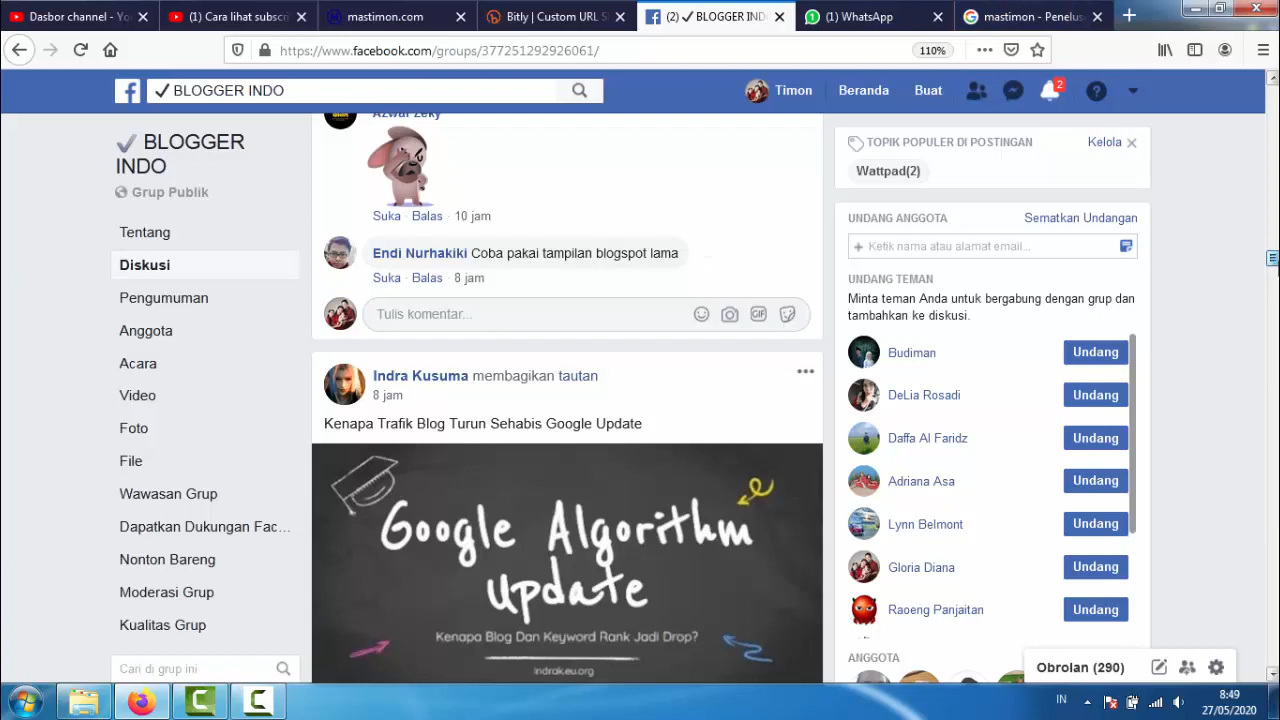 Dasbor channel - Yo
(1) Cara lihat subscr
mastimon.com
Bitly | Custom URL S
(2) ✓ BLOGGER IND
(1) WhatsApp
mastimon - Penelus
https://www.facebook.com/groups/377251292926061/
110%
✓ BLOGGER INDO
Timon
Beranda
Buat
2
✓ BLOGGER
INDO
Grup Publik
Tentang
Diskusi
Pengumuman
Anggota
Acara
Video
Foto
File
Wawasan Grup
Dapatkan Dukungan Fac...
Nonton Bareng
Moderasi Grup
Kualitas Grup
Cari di grup ini
Azwar Zeky
Suka · Balas · 10 jam
Endi Nurhakiki Coba pakai tampilan blogspot lama
Suka · Balas · 8 jam
Tulis komentar...
GIF
Indra Kusuma membagikan tautan
8 jam
Kenapa Trafik Blog Turun Sehabis Google Update
Google Algorithm
Update
Kenapa Blog Dan Keyword Rank Jadi Drop?
indrak.eu.org
TOPIK POPULER DI POSTINGAN
Kelola
Wattpad(2)
UNDANG ANGGOTA
Sematkan Undangan
+ Ketik nama atau alamat email...
UNDANG TEMAN
Minta teman Anda untuk bergabung dengan grup dan
tambahkan ke diskusi.
Budiman
Undang
DeLia Rosadi
Undang
Daffa Al Faridz
Undang
Adriana Asa
Undang
Lynn Belmont
Undang
Gloria Diana
Undang
Raoeng Panjaitan
Undang
ANGGOTA
Obrolan (290)
IN
8:49
27/05/2020